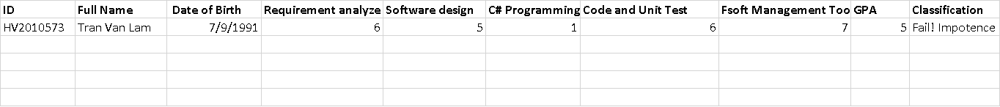 ID Full Name Date of Birth Requirement analyze Software design C# Programming Code and Unit Test Fsoft Management Too GPA Classification
HV2010573 Tran Van Lam 7/9/1991 6 5 1 6 7 5 Fail! Impotence